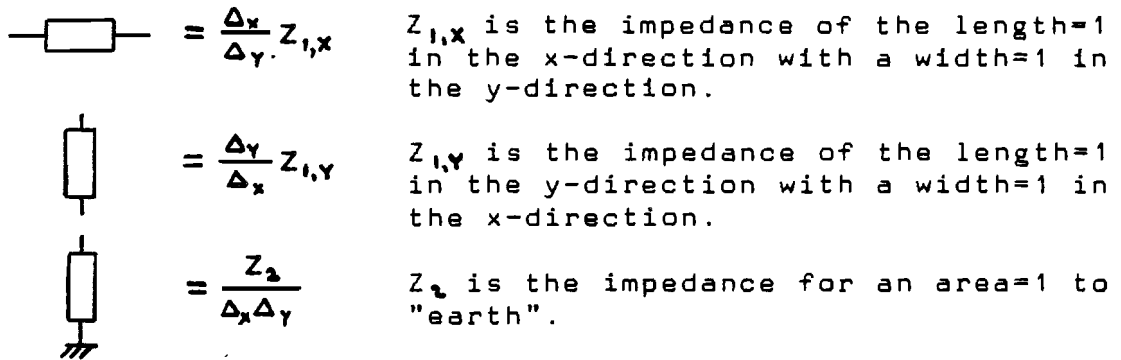 = Δx/Δy. Z1,x Z1,x is the impedance of the length=1
in the x-direction with a width=1 in
the y-direction.
= Δy/Δx Z1,y Z1,y is the impedance of the length=1
in the y-direction with a width=1 in
the x-direction.
= Z2/ΔxΔy Z2 is the impedance for an area=1 to
"earth".